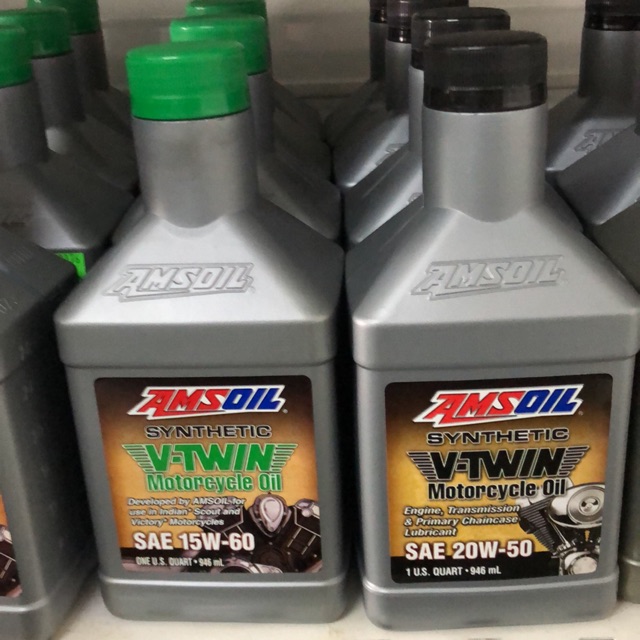 AMSOIL
AMSOIL
SYNTHETIC
V-TWIN
Motorcycle Oil
Developed by AMSOIL for
use in Indian® Scout and
Victory® Motorcycles
SAE 15W-60
ONE U.S. QUART • 946 mL
AMSOIL
AMSOIL
SYNTHETIC
V-TWIN
Motorcycle Oil
Engine, Transmission
& Primary Chaincase
Lubricant
SAE 20W-50
1 U.S. QUART • 946 mL